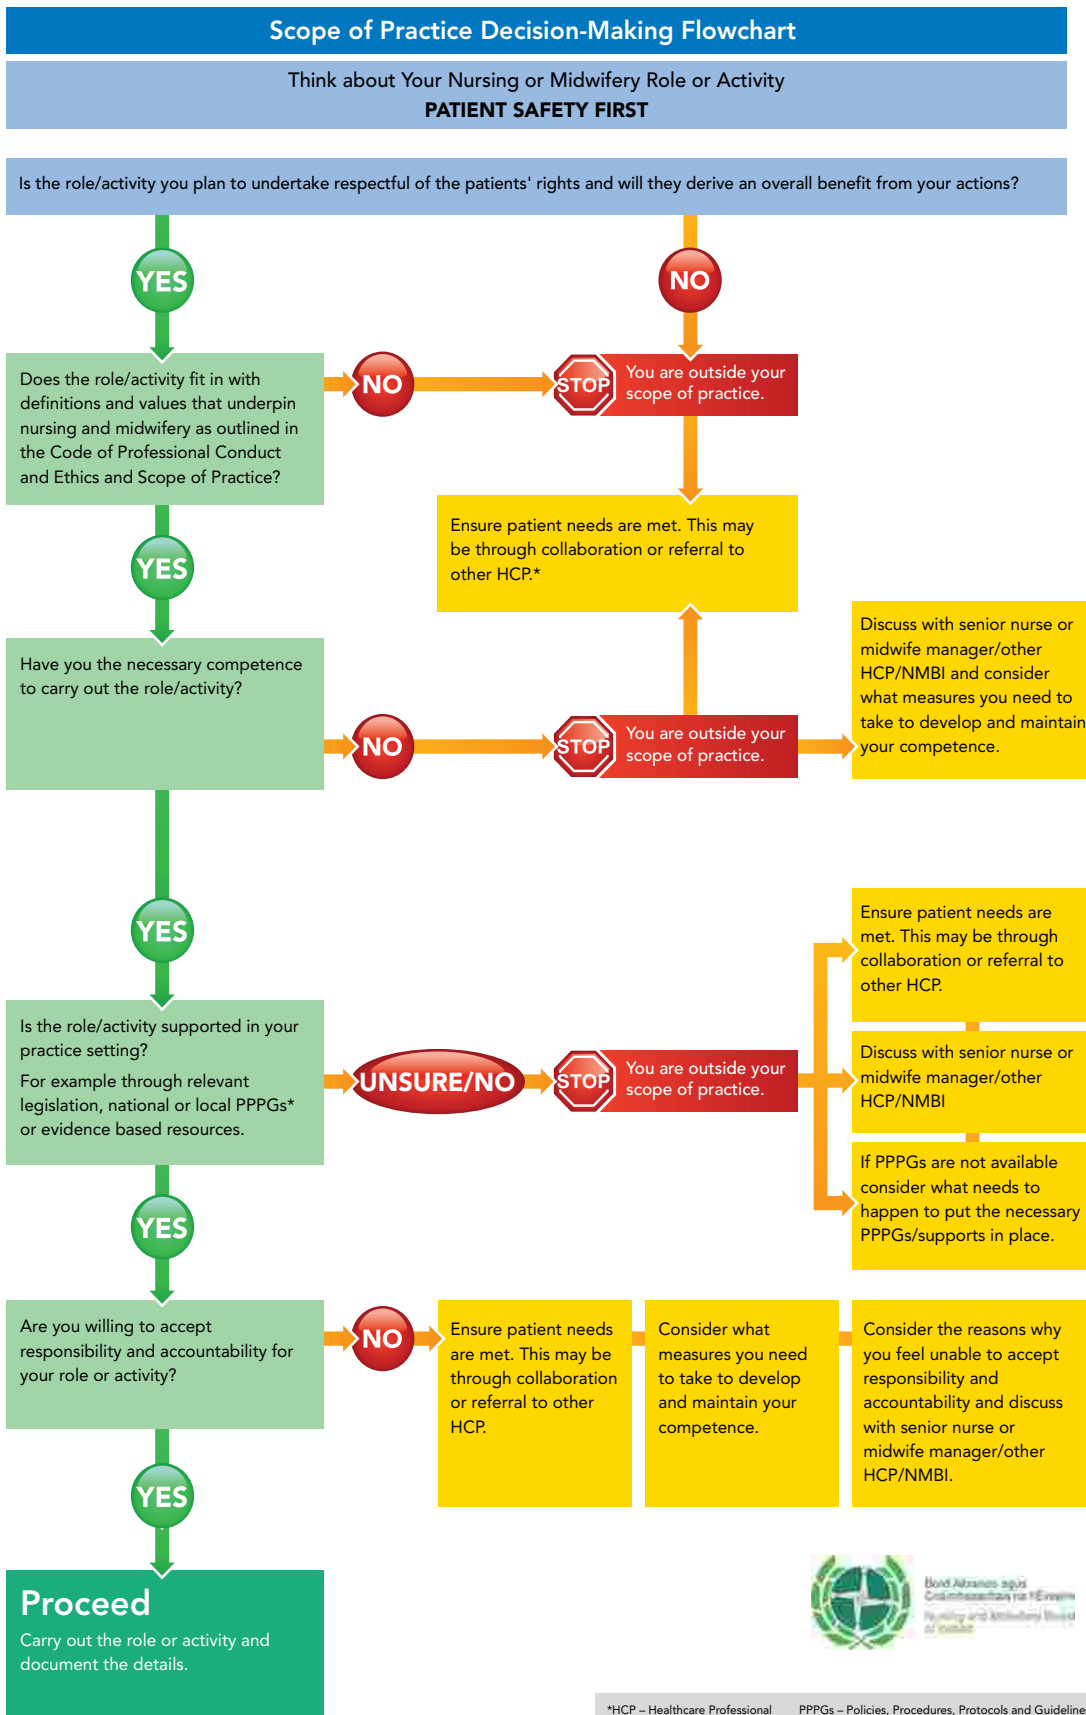 Scope of Practice Decision-Making Flowchart
Think about Your Nursing or Midwifery Role or Activity
PATIENT SAFETY FIRST
Is the role/activity you plan to undertake respectful of the patients' rights and will they derive an overall benefit from your actions?
YES
NO
Does the role/activity fit in with
definitions and values that underpin
nursing and midwifery as outlined in
the Code of Professional Conduct
and Ethics and Scope of Practice?
NO
STOP
You are outside your
scope of practice.
Ensure patient needs are met. This may
be through collaboration or referral to
other HCP.*
YES
Have you the necessary competence
to carry out the role/activity?
NO
STOP
You are outside your
scope of practice.
Discuss with senior nurse or
midwife manager/other
HCP/NMBI and consider
what measures you need to
take to develop and maintain
your competence.
YES
Is the role/activity supported in your
practice setting?
For example through relevant
legislation, national or local PPPGs*
or evidence based resources.
UNSURE/NO
STOP
You are outside your
scope of practice.
Ensure patient needs are
met. This may be through
collaboration or referral to
other HCP.
Discuss with senior nurse or
midwife manager/other
HCP/NMBI
If PPPGs are not available
consider what needs to
happen to put the necessary
PPPGs/supports in place.
YES
Are you willing to accept
responsibility and accountability for
your role or activity?
NO
Ensure patient needs
are met. This may be
through collaboration
or referral to other
HCP.
Consider what
measures you need
to take to develop
and maintain your
competence.
Consider the reasons why
you feel unable to accept
responsibility and
accountability and discuss
with senior nurse or
midwife manager/other
HCP/NMBI.
YES
Proceed
Carry out the role or activity and
document the details.
Bord Altranais agus
Cnáimhseachais na hÉireann
Nursing and Midwifery Board
of Ireland
*HCP – Healthcare Professional PPPGs – Policies, Procedures, Protocols and Guideline